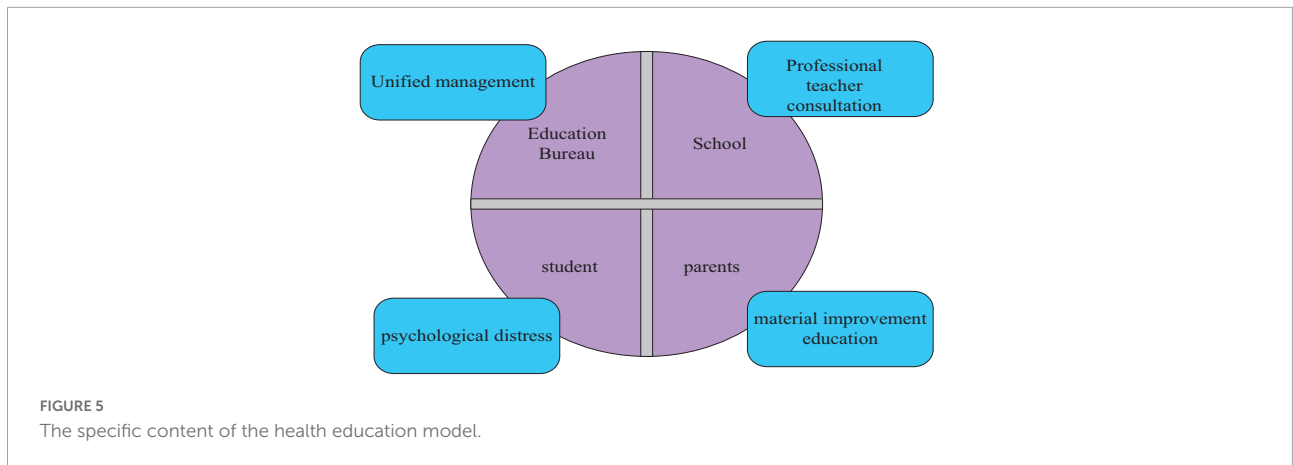 Unified management
Professional
teacher
consultation
Education
Bureau
School
student
parents
psychological distress
material improvement
education
FIGURE 5
The specific content of the health education model.